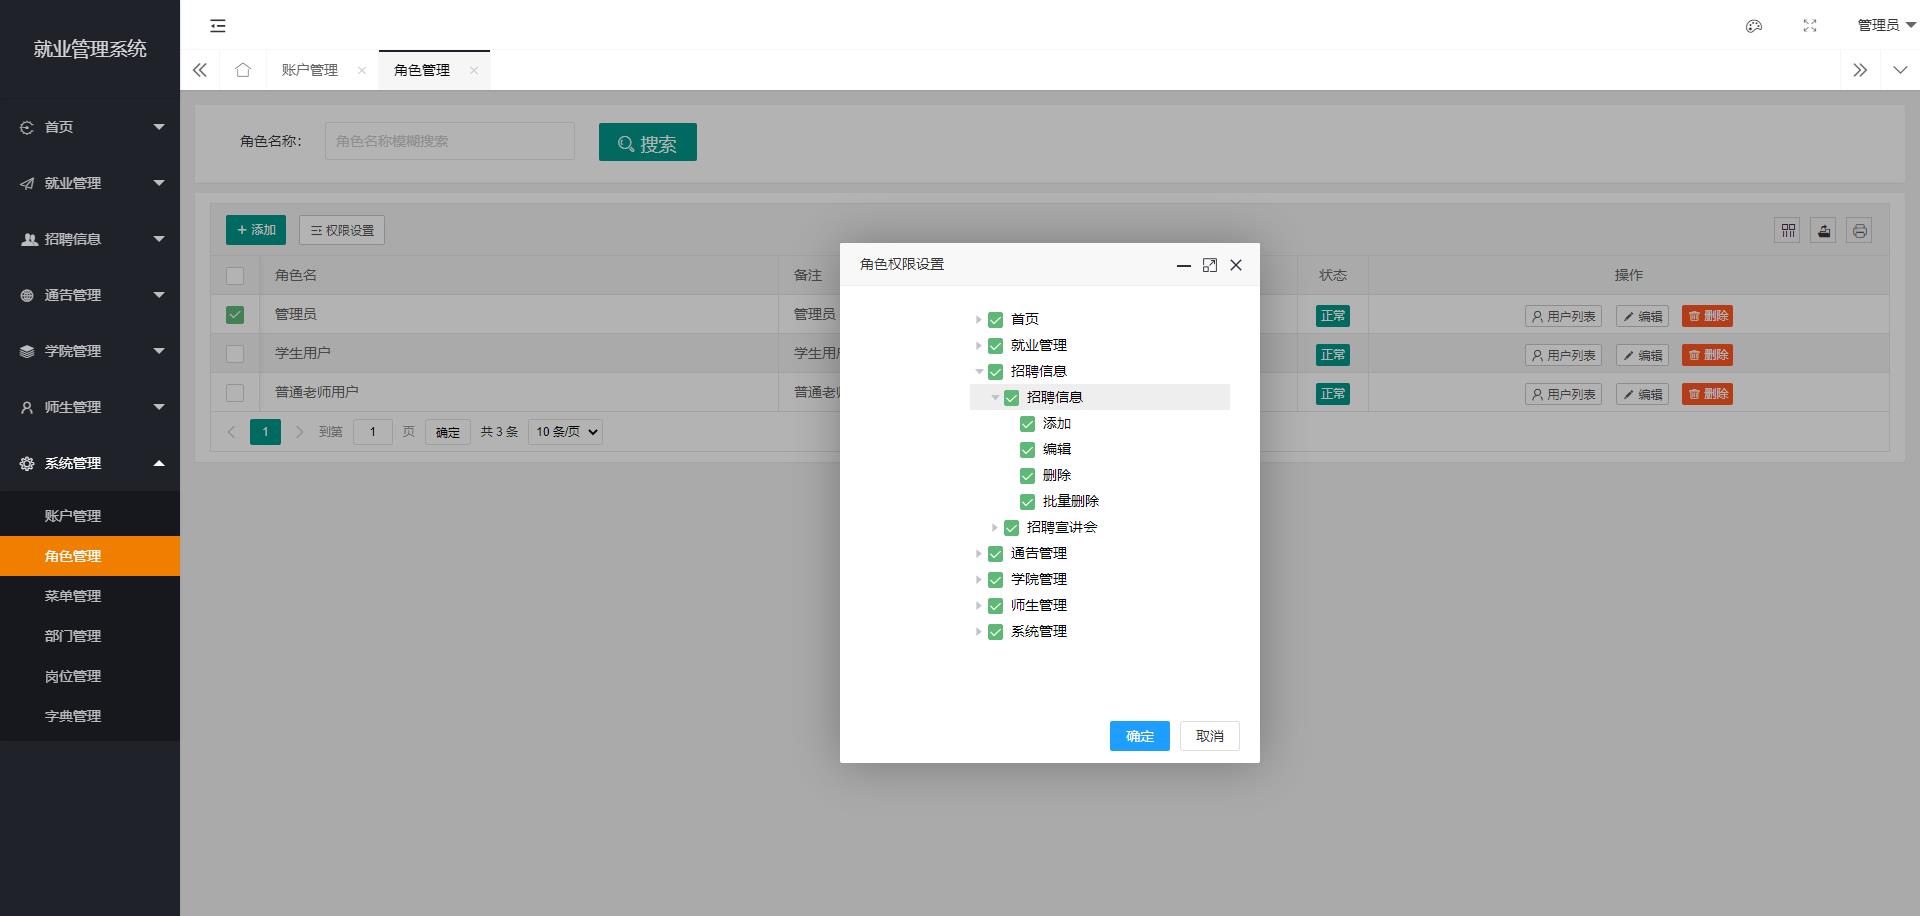 就业管理系统
管理员
账户管理
角色管理
首页
就业管理
招聘信息
通告管理
学院管理
师生管理
系统管理
账户管理
角色管理
菜单管理
部门管理
岗位管理
字典管理
角色名称：
角色名称模糊搜索
搜索
添加
权限设置
角色名 备注 状态 操作
管理员 管理员 正常 用户列表 编辑 删除
学生用户 学生用 正常 用户列表 编辑 删除
普通老师用户 普通老 正常 用户列表 编辑 删除
1 到第 1 页 确定 共 3 条 10 条/页
角色权限设置
首页
就业管理
招聘信息
招聘信息
添加
编辑
删除
批量删除
招聘宣讲会
通告管理
学院管理
师生管理
系统管理
确定 取消